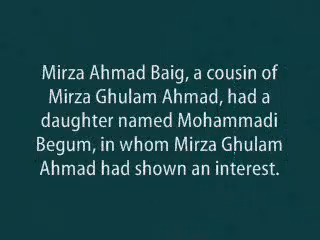 Mirza Ahmad Baig, a cousin of
Mirza Ghulam Ahmad, had a
daughter named Mohammadi
Begum, in whom Mirza Ghulam
Ahmad had shown an interest.